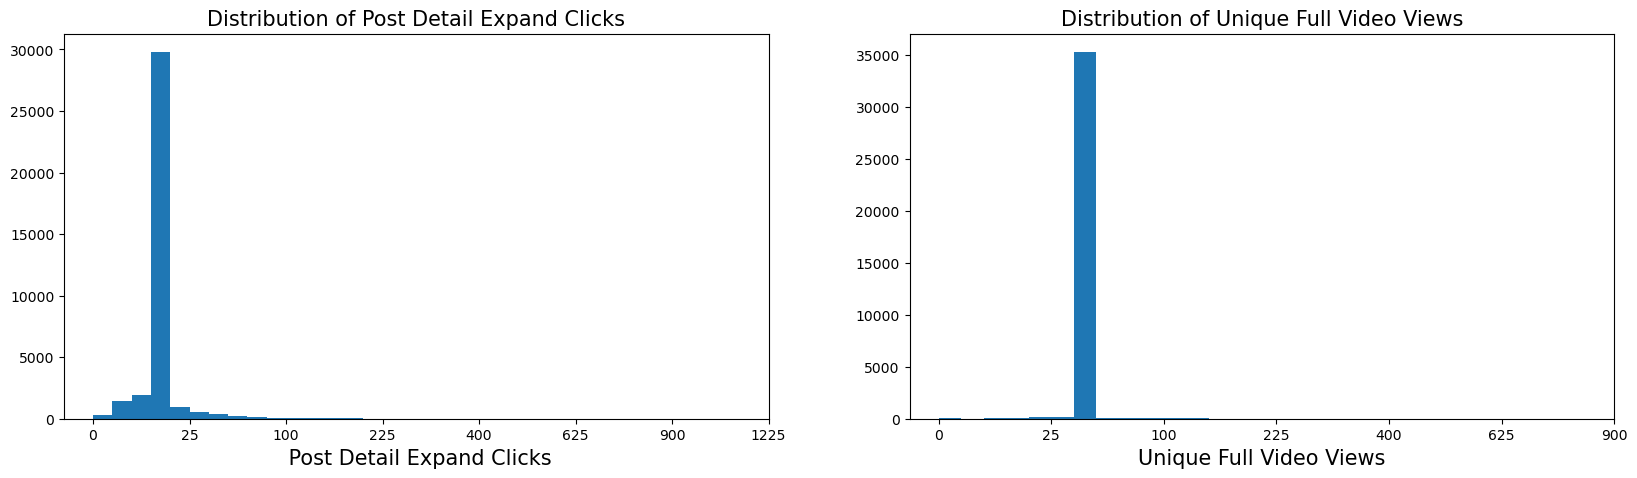 Distribution of Post Detail Expand Clicks
30000
25000
20000
15000
10000
5000
0
0 25 100 225 400 625 900 1225
Post Detail Expand Clicks
Distribution of Unique Full Video Views
35000
30000
25000
20000
15000
10000
5000
0
0 25 100 225 400 625 900
Unique Full Video Views